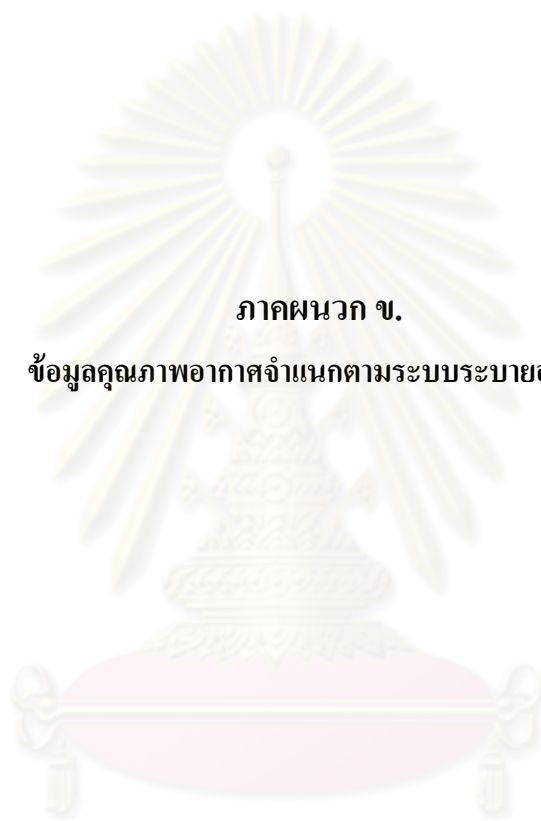 ภาคผนวก ข.
ข้อมูลคุณภาพอากาศจำแนกตามระบบระบาย